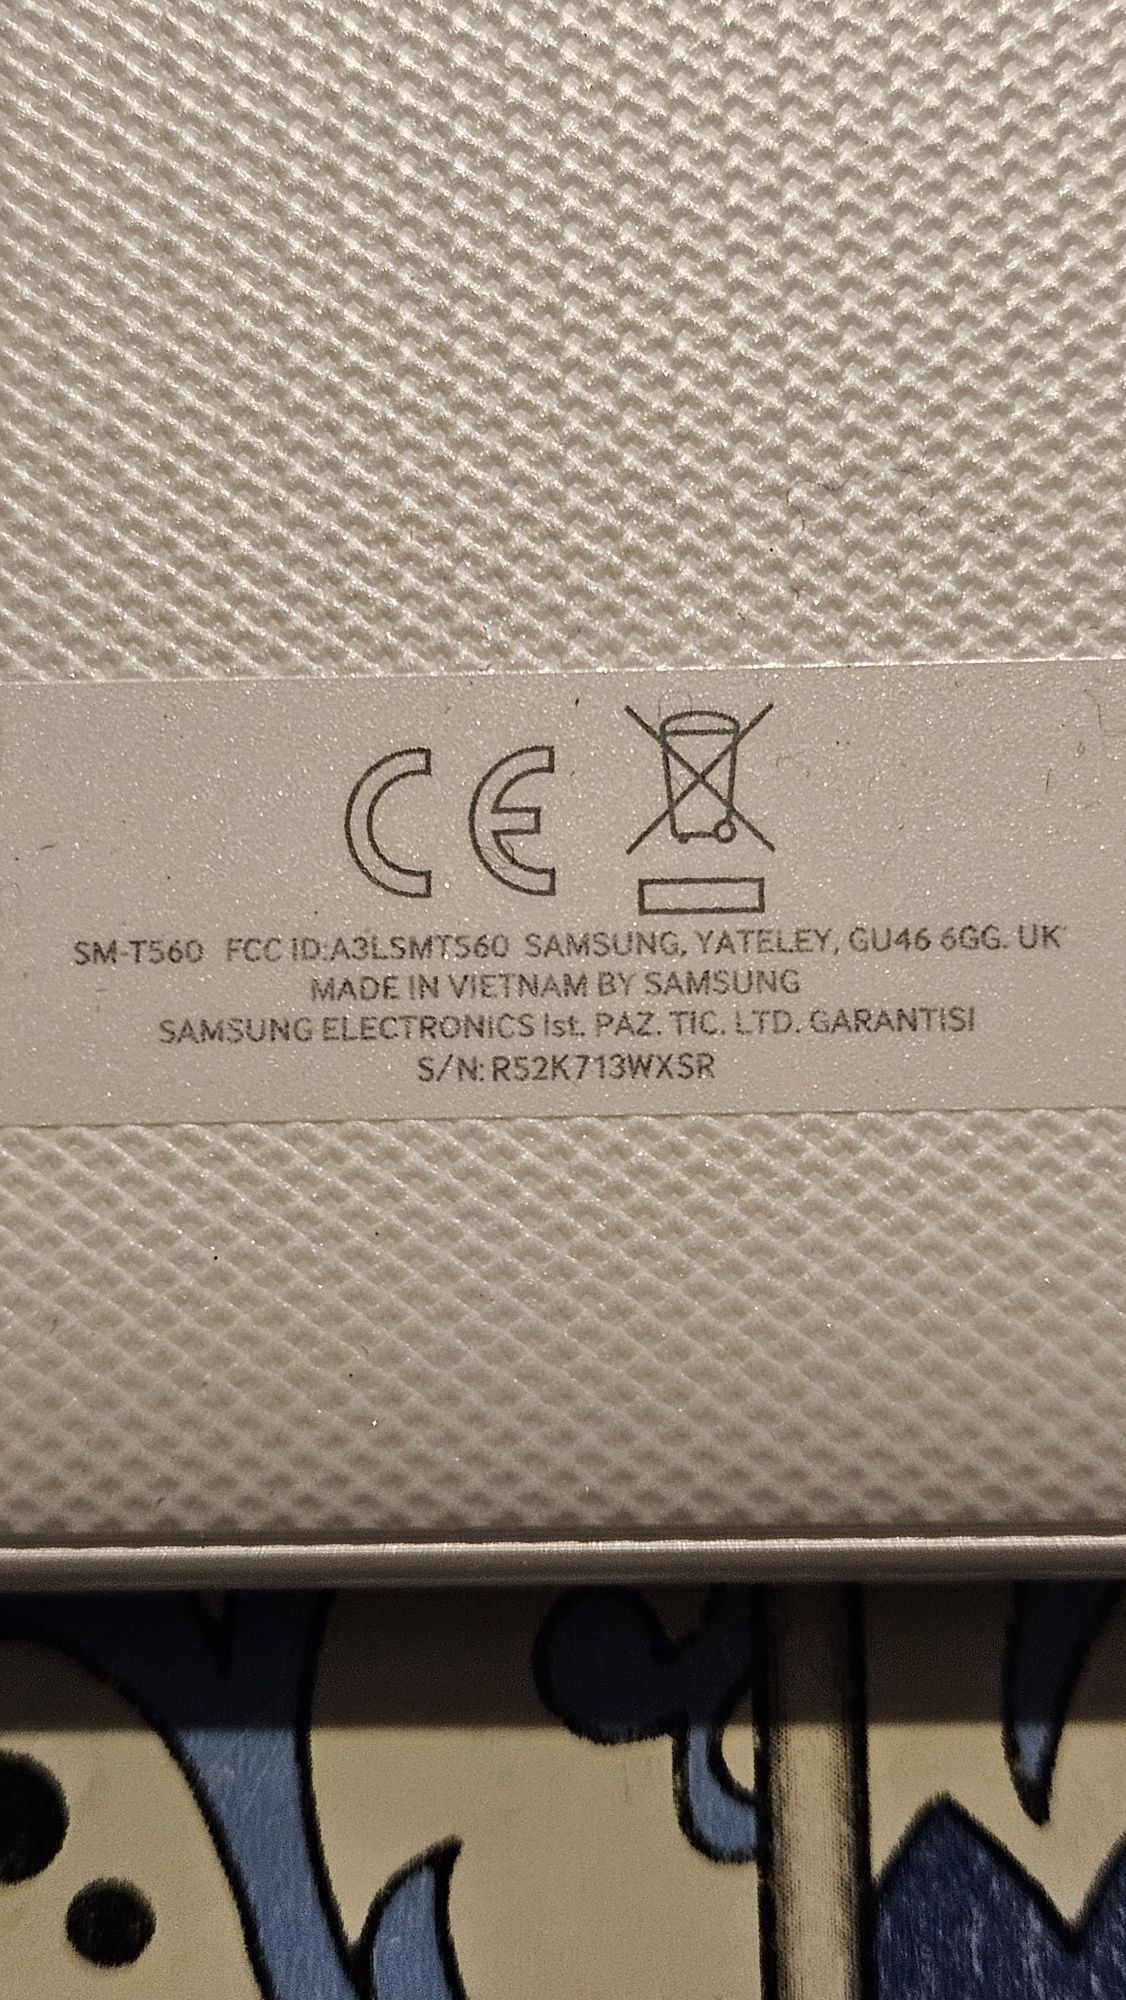 CE
SM-T560 FCC ID:A3LSMT560 SAMSUNG, YATELEY, GU46 6GG. UK
MADE IN VIETNAM BY SAMSUNG
SAMSUNG ELECTRONICS Ist. PAZ. TIC. LTD. GARANTISI
S/N: R52K713WXSR